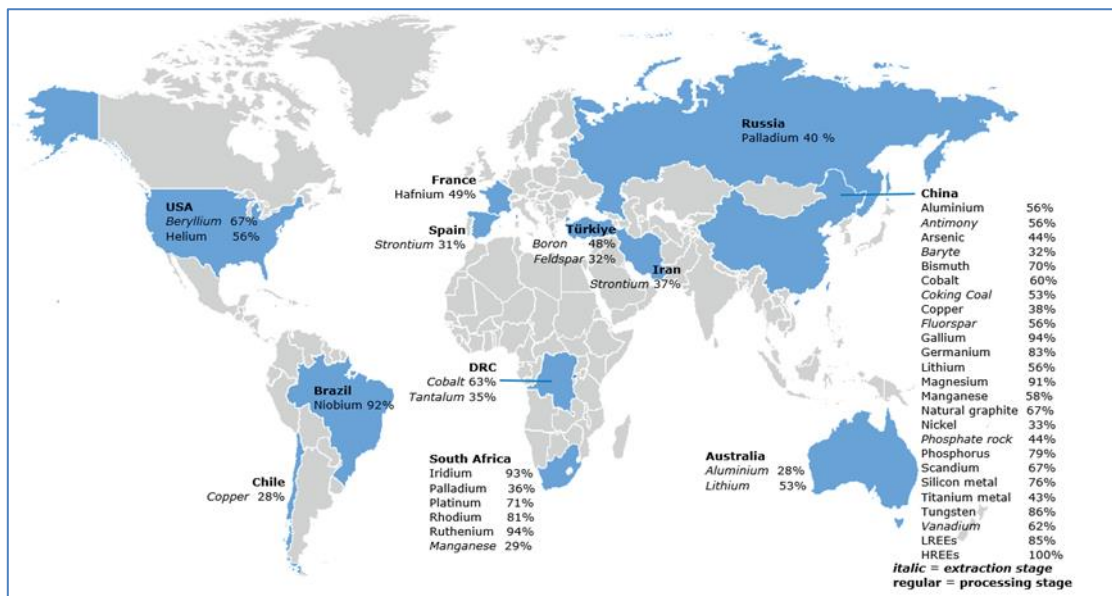 Russia
Palladium 40 %
France
Hafnium 49%
USA
Beryllium 67%
Helium 56%
Spain
Strontium 31%
Türkiye
Boron 48%
Feldspar 32%
Iran
Strontium 37%
China
Aluminium 56%
Antimony 56%
Arsenic 44%
Baryte 32%
Bismuth 70%
Cobalt 60%
Coking Coal 53%
Copper 38%
Fluorspar 56%
Gallium 94%
Germanium 83%
Lithium 56%
Magnesium 91%
Manganese 58%
Natural graphite 67%
Nickel 33%
Phosphate rock 44%
Phosphorus 79%
Scandium 67%
Silicon metal 76%
Titanium metal 43%
Tungsten 86%
Vanadium 62%
LREEs 85%
HREEs 100%
DRC
Cobalt 63%
Tantalum 35%
Brazil
Niobium 92%
Chile
Copper 28%
South Africa
Iridium 93%
Palladium 36%
Platinum 71%
Rhodium 81%
Ruthenium 94%
Manganese 29%
Australia
Aluminium 28%
Lithium 53%
italic = extraction stage
regular = processing stage